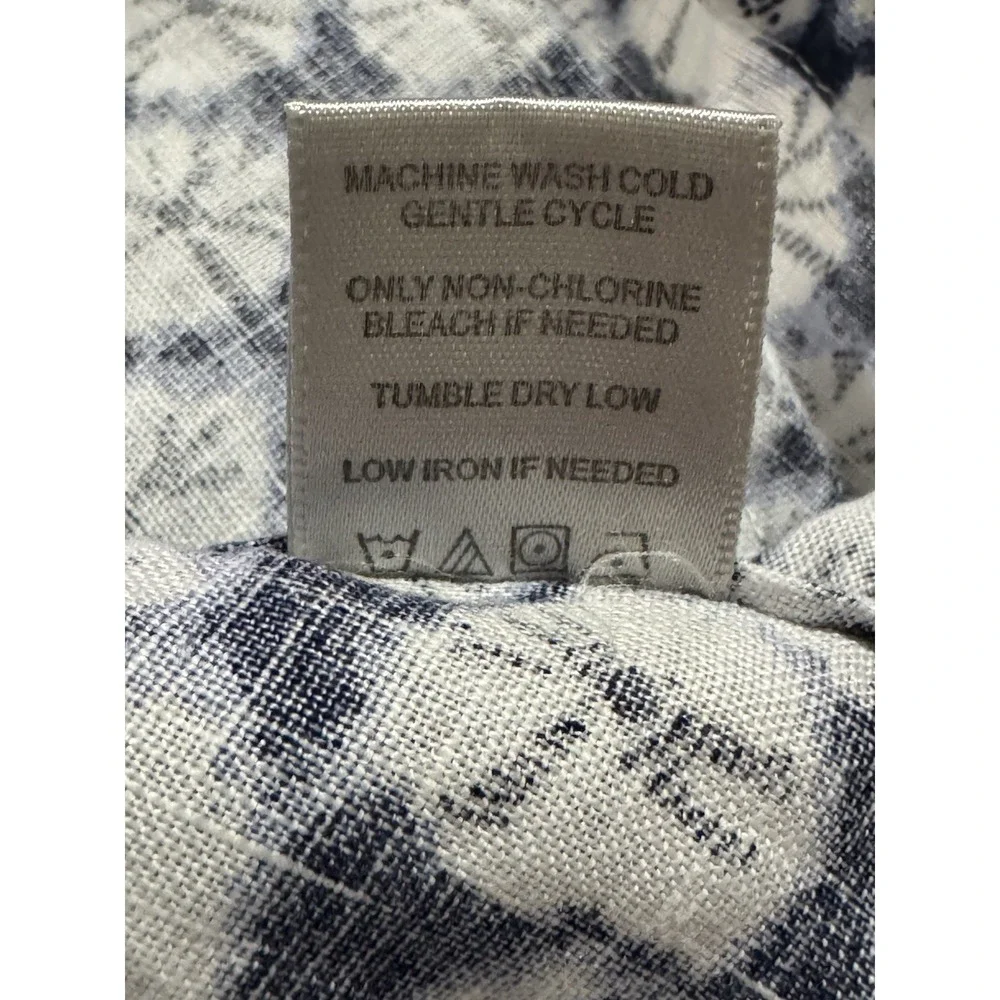 MACHINE WASH COLD
GENTLE CYCLE
ONLY NON-CHLORINE
BLEACH IF NEEDED
TUMBLE DRY LOW
LOW IRON IF NEEDED